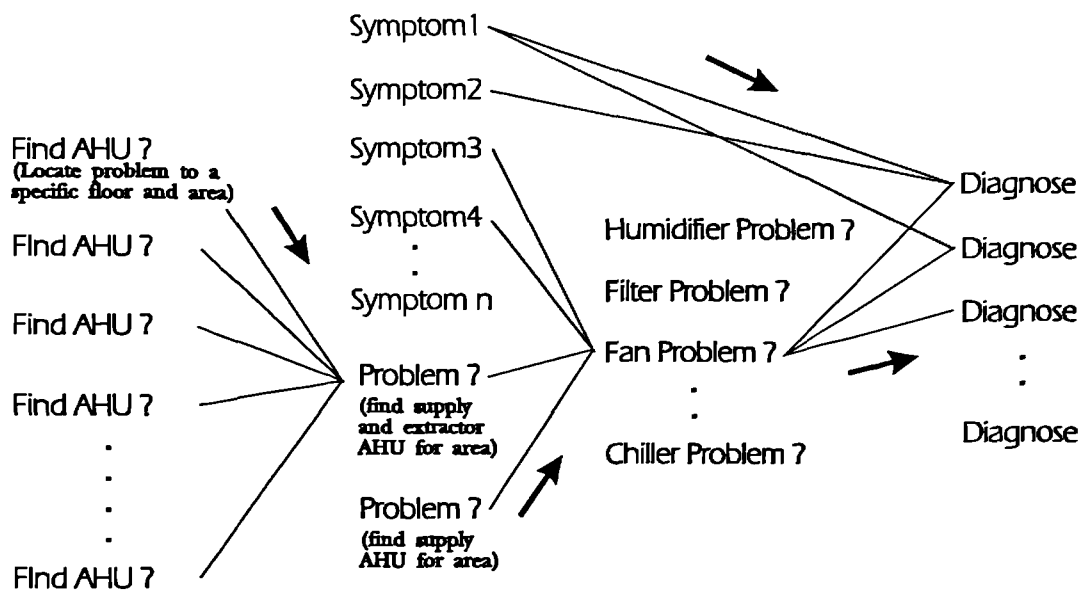 Find AHU ?
(Locate problem to a
specific floor and area)
FInd AHU ?
Find AHU ?
Find AHU ?
FInd AHU ?
Symptom1
Symptom2
Symptom3
Symptom4
Symptom n
Problem ?
(find supply
and extractor
AHU for area)
Problem ?
(find supply
AHU for area)
Humidifier Problem ?
Filter Problem ?
Fan Problem ?
Chiller Problem ?
Diagnose
Diagnose
Diagnose
Diagnose